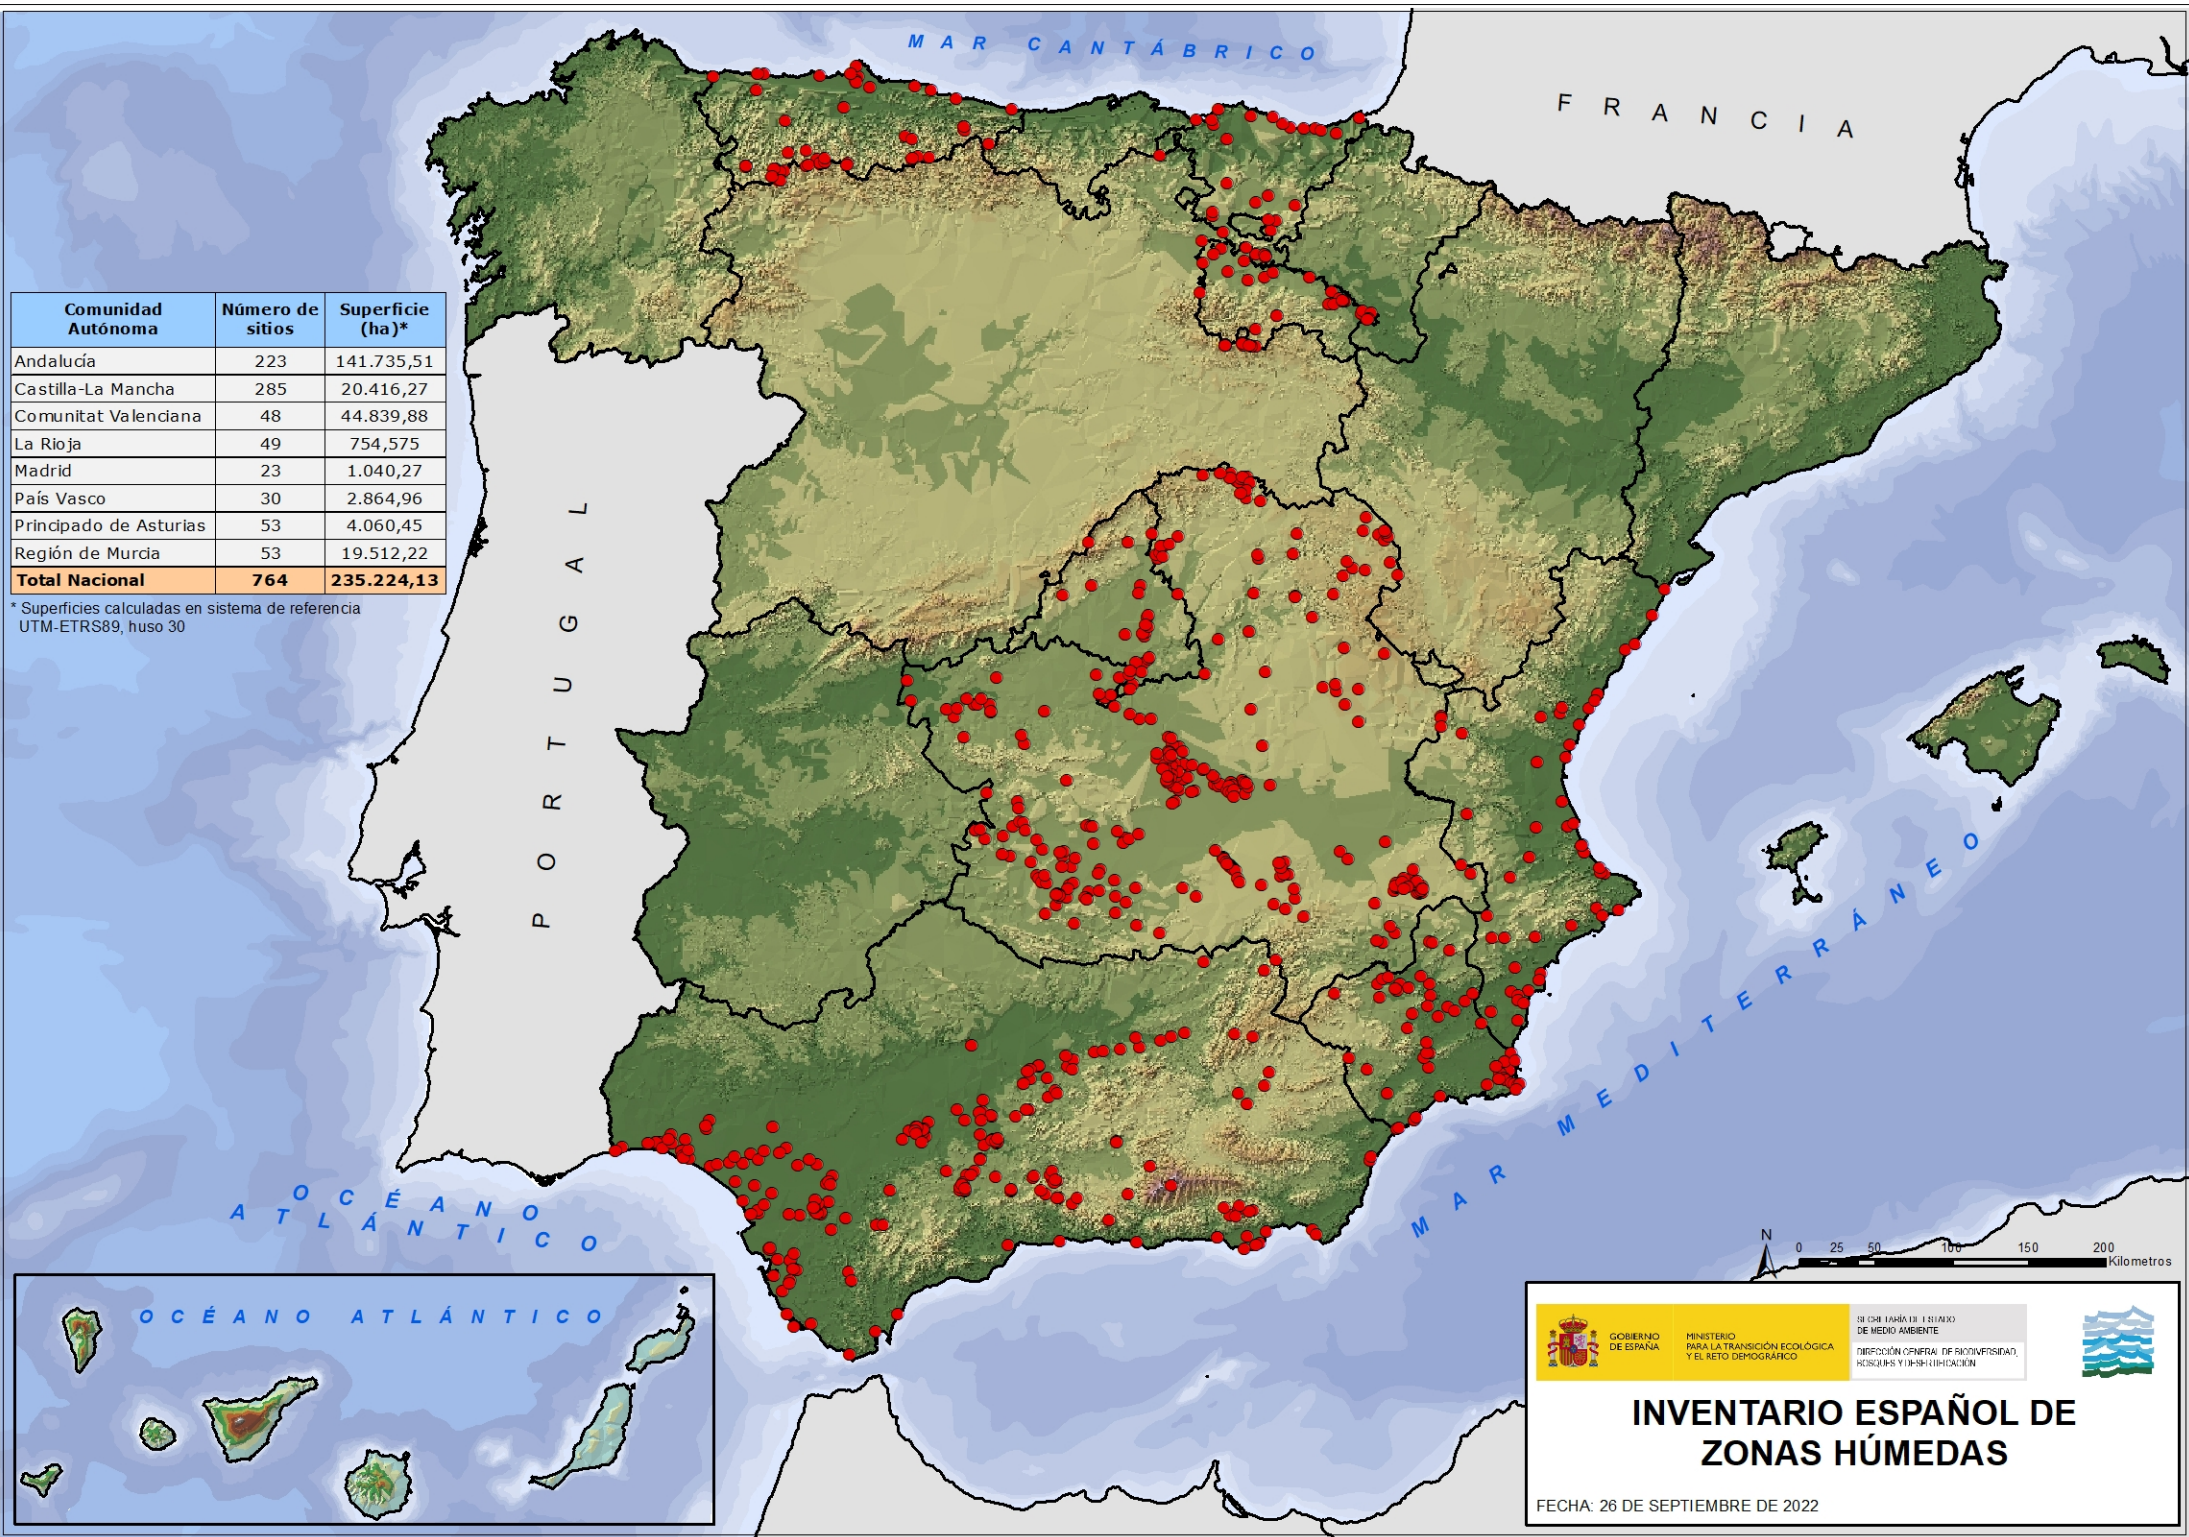 MAR CANTÁBRICO
FRANCIA
PORTUGAL
Comunidad Autónoma | Número de sitios | Superficie (ha)*
Andalucía 223 141.735,51
Castilla-La Mancha 285 20.416,27
Comunitat Valenciana 48 44.839,88
La Rioja 49 754,575
Madrid 23 1.040,27
País Vasco 30 2.864,96
Principado de Asturias 53 4.060,45
Región de Murcia 53 19.512,22
Total Nacional 764 235.224,13
* Superficies calculadas en sistema de referencia
UTM-ETRS89, huso 30
MAR MEDITERRÁNEO
OCÉANO
ATLÁNTICO
OCÉANO ATLÁNTICO
N
0 25 50 100 150 200
Kilometros
GOBIERNO
DE ESPAÑA
MINISTERIO
PARA LA TRANSICIÓN ECOLÓGICA
Y EL RETO DEMOGRÁFICO
SECRETARÍA DE ESTADO
DE MEDIO AMBIENTE
DIRECCIÓN GENERAL DE BIODIVERSIDAD,
BOSQUES Y DESERTIFICACIÓN
INVENTARIO ESPAÑOL DE
ZONAS HÚMEDAS
FECHA: 26 DE SEPTIEMBRE DE 2022